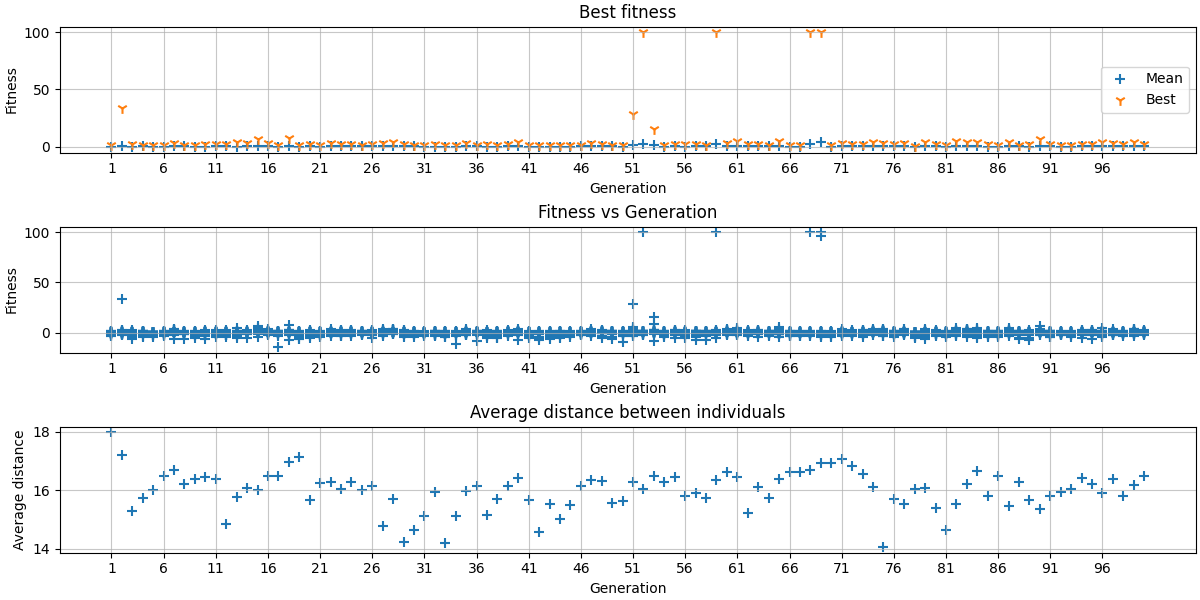 Best fitness
100
50
0
Fitness
Mean
Best
1 6 11 16 21 26 31 36 41 46 51 56 61 66 71 76 81 86 91 96
Generation
Fitness vs Generation
100
50
0
Fitness
1 6 11 16 21 26 31 36 41 46 51 56 61 66 71 76 81 86 91 96
Generation
Average distance between individuals
18
16
14
Average distance
1 6 11 16 21 26 31 36 41 46 51 56 61 66 71 76 81 86 91 96
Generation